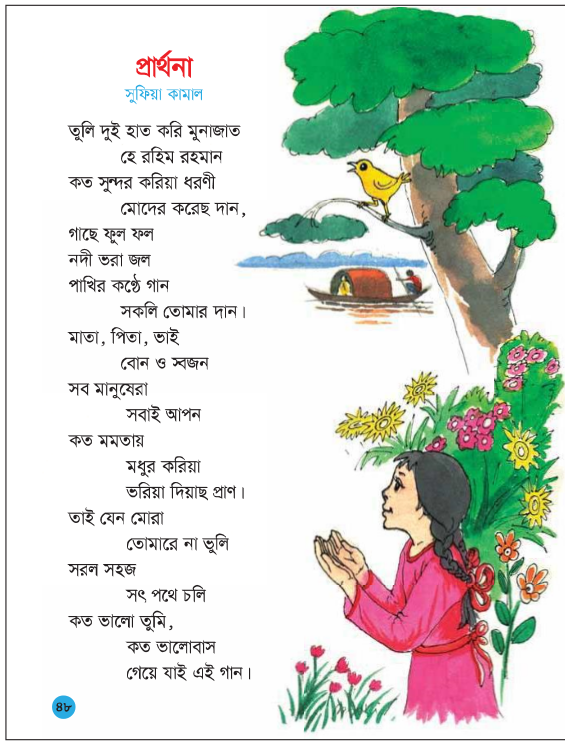 প্রার্থনা
সুফিয়া কামাল
তুলি দুই হাত করি মুনাজাত
হে রহিম রহমান
কত সুন্দর করিয়া ধরণী
মোদের করেছ দান,
গাছে ফুল ফল
নদী ভরা জল
পাখির কণ্ঠে গান
সকলি তোমার দান।
মাতা, পিতা, ভাই
বোন ও স্বজন
সব মানুষেরা
সবাই আপন
কত মমতায়
মধুর করিয়া
ভরিয়া দিয়াছ প্রাণ।
তাই যেন মোরা
তোমারে না ভুলি
সরল সহজ
সৎ পথে চলি
কত ভালো তুমি,
কত ভালোবাস
গেয়ে যাই এই গান।
৪৮